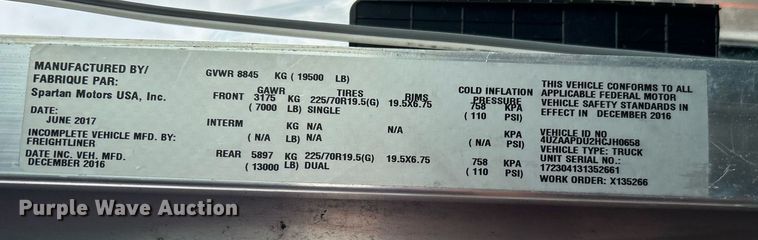 MANUFACTURED BY/
FABRIQUE PAR:
Spartan Motors USA, Inc.
DATE:
JUNE 2017
INCOMPLETE VEHICLE MFD. BY:
FREIGHTLINER
DATE INC. VEH. MFD.
DECEMBER 2016
GVWR 8845 KG ( 19500 LB)
GAWR TIRES RIMS COLD INFLATION PRESSURE
FRONT 3175 KG 225/70R19.5(G) 19.5X6.75 758 KPA
( 7000 LB) SINGLE ( 110 PSI)
INTERM KG N/A N/A KPA
( N/A LB) N/A ( N/A PSI)
REAR 5897 KG 225/70R19.5(G) 19.5X6.75 758 KPA
( 13000 LB) DUAL ( 110 PSI)
THIS VEHICLE CONFORMS TO ALL
APPLICABLE FEDERAL MOTOR
VEHICLE SAFETY STANDARDS IN
EFFECT IN DECEMBER 2016
VEHICLE ID NO
4UZAAPDU2HCJH0658
VEHICLE TYPE: TRUCK
UNIT SERIAL NO.:
172304131352661
WORK ORDER: X135266
Purple Wave Auction